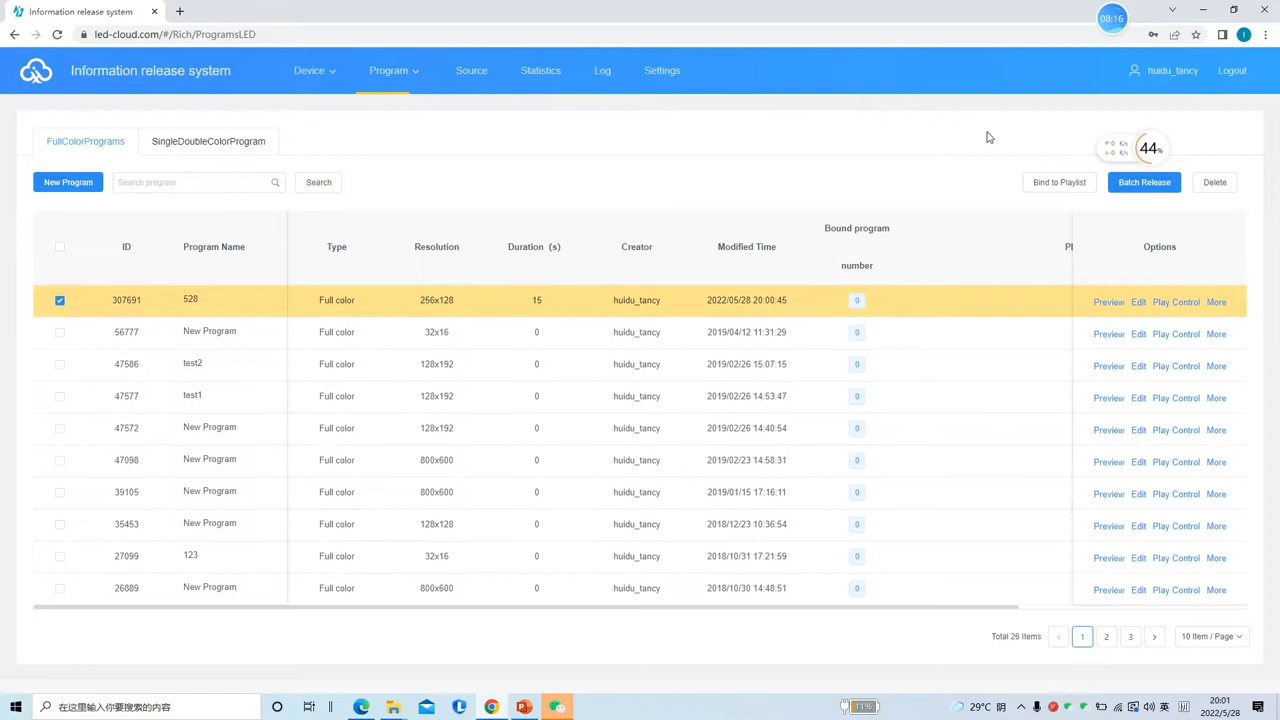 Information release system
08:16
led-cloud.com/#/Rich/ProgramsLED
Information release system
Device
Program
Source
Statistics
Log
Settings
huidu_tancy
Logout
FullColorPrograms
SingleDoubleColorProgram
0 K/s
0 K/s
44%
New Program
Search program
Search
Bind to Playlist
Batch Release
Delete
ID Program Name Type Resolution Duration (s) Creator Modified Time Bound program number Pl Options
307691 528 Full color 256x128 15 huidu_tancy 2022/05/28 20:00:45 0 Preview Edit Play Control More
56777 New Program Full color 32x16 0 huidu_tancy 2019/04/12 11:31:29 0 Preview Edit Play Control More
47586 test2 Full color 128x192 0 huidu_tancy 2019/02/26 15:07:15 0 Preview Edit Play Control More
47577 test1 Full color 128x192 0 huidu_tancy 2019/02/26 14:53:47 0 Preview Edit Play Control More
47572 New Program Full color 128x192 0 huidu_tancy 2019/02/26 14:40:54 0 Preview Edit Play Control More
47098 New Program Full color 800x600 0 huidu_tancy 2019/02/23 14:58:31 0 Preview Edit Play Control More
39105 New Program Full color 800x600 0 huidu_tancy 2019/01/15 17:16:11 0 Preview Edit Play Control More
35453 New Program Full color 128x128 0 huidu_tancy 2018/12/23 10:36:54 0 Preview Edit Play Control More
27099 123 Full color 32x16 0 huidu_tancy 2018/10/31 17:21:59 0 Preview Edit Play Control More
26889 New Program Full color 800x600 0 huidu_tancy 2018/10/30 14:48:51 0 Preview Edit Play Control More
Total 26 Items < 1 2 3 > 10 Item / Page
在这里输入你要搜索的内容
11%
29°C 阴
英
20:01
2022/5/28